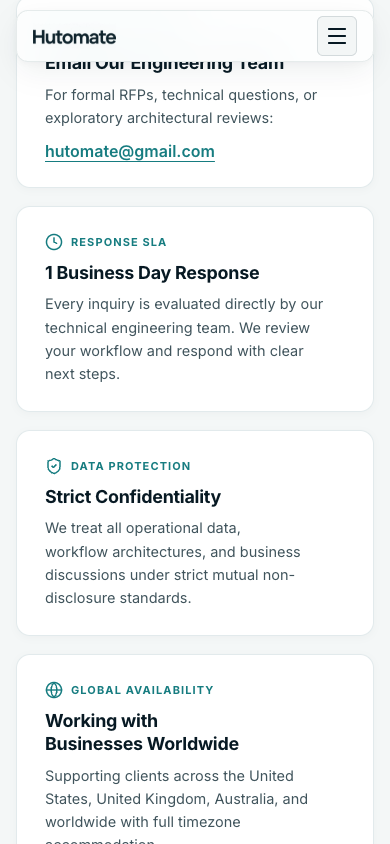 Hutomate
Email Our Engineering Team
For formal RFPs, technical questions, or
exploratory architectural reviews:
hutomate@gmail.com
RESPONSE SLA
1 Business Day Response
Every inquiry is evaluated directly by our
technical engineering team. We review
your workflow and respond with clear
next steps.
DATA PROTECTION
Strict Confidentiality
We treat all operational data,
workflow architectures, and business
discussions under strict mutual non-
disclosure standards.
GLOBAL AVAILABILITY
Working with
Businesses Worldwide
Supporting clients across the United
States, United Kingdom, Australia, and
worldwide with full timezone
accommodation.